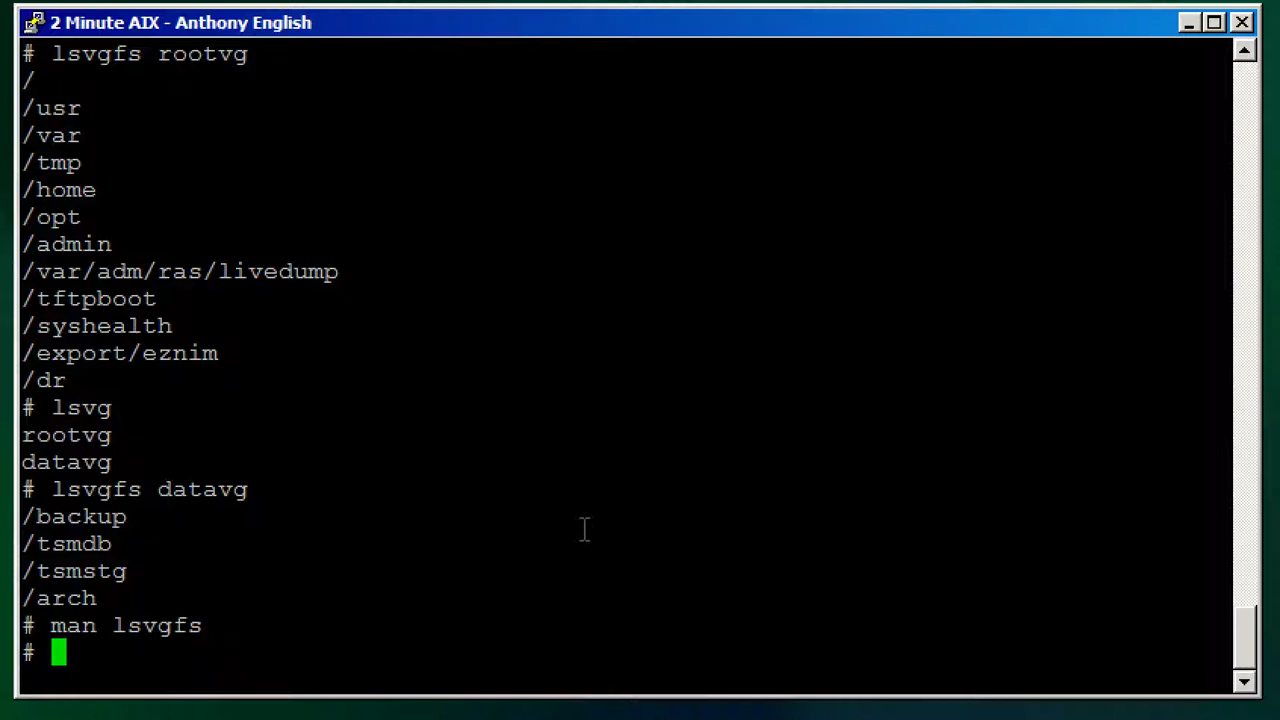 2 Minute AIX - Anthony English
# lsvgfs rootvg
/
/usr
/var
/tmp
/home
/opt
/admin
/var/adm/ras/livedump
/tftpboot
/syshealth
/export/eznim
/dr
# lsvg
rootvg
datavg
# lsvgfs datavg
/backup
/tsmdb
/tsmstg
/arch
# man lsvgfs
#